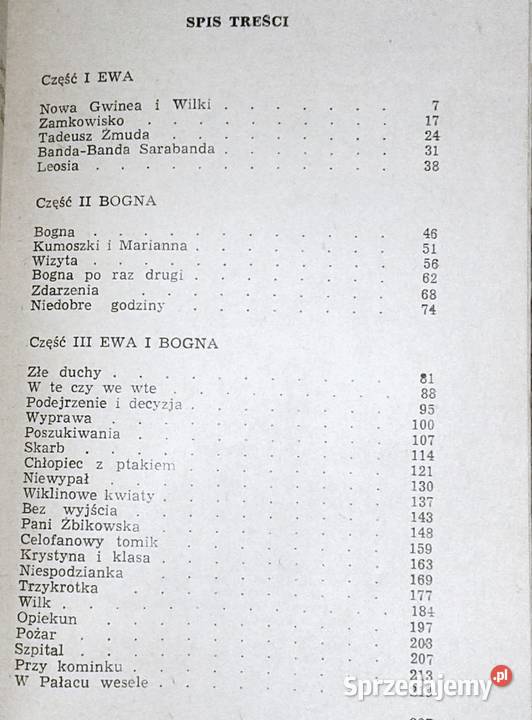 SPIS TREŚCI
Część I EWA
Nowa Gwinea i Wilki . . . . . . . 7
Zamkowisko . . . . . . . . . 17
Tadeusz Żmuda . . . . . . . . 24
Banda-Banda Sarabanda . . . . . . . 31
Leosia . . . . . . . . . . 38
Część II BOGNA
Bogna . . . . . . . . . . 46
Kumoszki i Marianna . . . . . . . 51
Wizyta . . . . . . . . . . 56
Bogna po raz drugi . . . . . . . 62
Zdarzenia . . . . . . . . . 68
Niedobre godziny . . . . . . . . 74
Część III EWA I BOGNA
Złe duchy . . . . . . . . . 81
W te czy we wte . . . . . . . . 88
Podejrzenie i decyzja . . . . . . . 95
Wyprawa . . . . . . . . . 100
Poszukiwania . . . . . . . . 107
Skarb . . . . . . . . . . 114
Chłopiec z ptakiem . . . . . . . 121
Niewypał . . . . . . . . . 130
Wiklinowe kwiaty . . . . . . . . 137
Bez wyjścia . . . . . . . . . 143
Pani Żbikowska . . . . . . . . 148
Celofanowy tomik . . . . . . . . 159
Krystyna i klasa . . . . . . . . 163
Niespodzianka . . . . . . . . 169
Trzykrotka . . . . . . . . . 177
Wilk . . . . . . . . . . 184
Opiekun . . . . . . . . . 197
Pożar . . . . . . . . . . 203
Szpital . . . . . . . . . . 207
Przy kominku . . . . . . . . 213
W Pałacu wesele . . . . . . . .
Sprzedajemy.pl